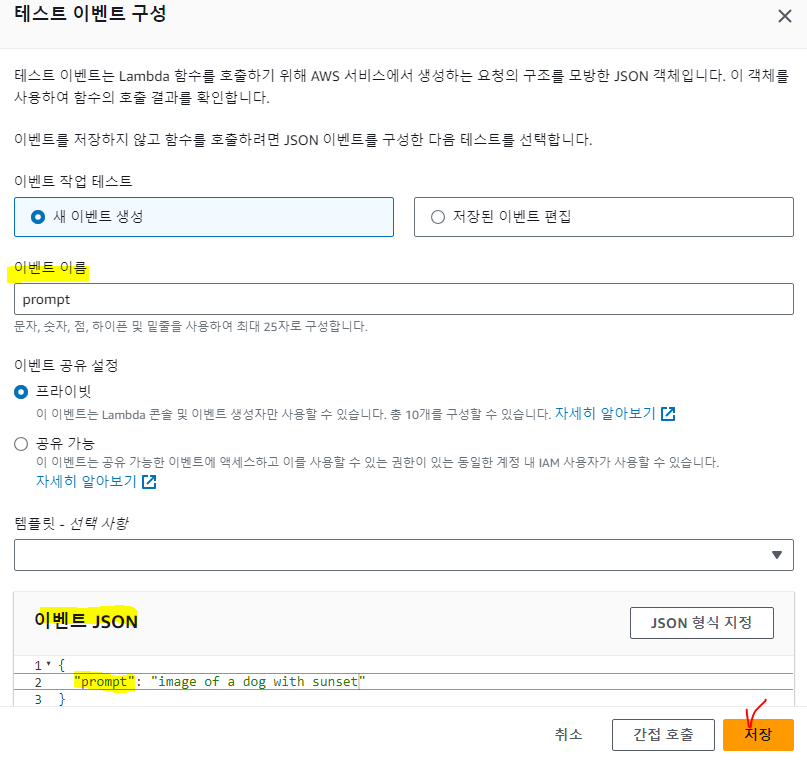 테스트 이벤트 구성
테스트 이벤트는 Lambda 함수를 호출하기 위해 AWS 서비스에서 생성하는 요청의 구조를 모방한 JSON 객체입니다. 이 객체를
사용하여 함수의 호출 결과를 확인합니다.
이벤트를 저장하지 않고 함수를 호출하려면 JSON 이벤트를 구성한 다음 테스트를 선택합니다.
이벤트 작업 테스트
새 이벤트 생성
저장된 이벤트 편집
이벤트 이름
prompt
문자, 숫자, 점, 하이픈 및 밑줄을 사용하여 최대 25자로 구성합니다.
이벤트 공유 설정
프라이빗
이 이벤트는 Lambda 콘솔 및 이벤트 생성자만 사용할 수 있습니다. 총 10개를 구성할 수 있습니다. 자세히 알아보기
공유 가능
이 이벤트는 공유 가능한 이벤트에 액세스하고 이를 사용할 수 있는 권한이 있는 동일한 계정 내 IAM 사용자가 사용할 수 있습니다.
자세히 알아보기
템플릿 - 선택 사항
이벤트 JSON
JSON 형식 지정
1 {
2 "prompt": "image of a dog with sunset"
3 }
취소
간접 호출
저장